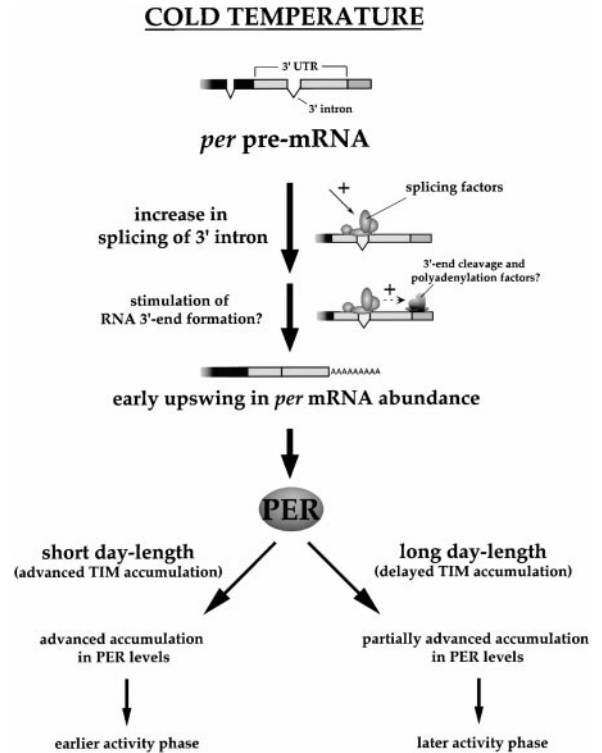 COLD TEMPERATURE
3' UTR
3' intron
per pre-mRNA
increase in
splicing of 3' intron
+
splicing factors
3'-end cleavage and
polyadenylation factors?
stimulation of
RNA 3'-end formation?
+
AAAAAAAAA
early upswing in per mRNA abundance
PER
short day-length
(advanced TIM accumulation)
long day-length
(delayed TIM accumulation)
advanced accumulation
in PER levels
partially advanced accumulation
in PER levels
earlier activity phase
later activity phase